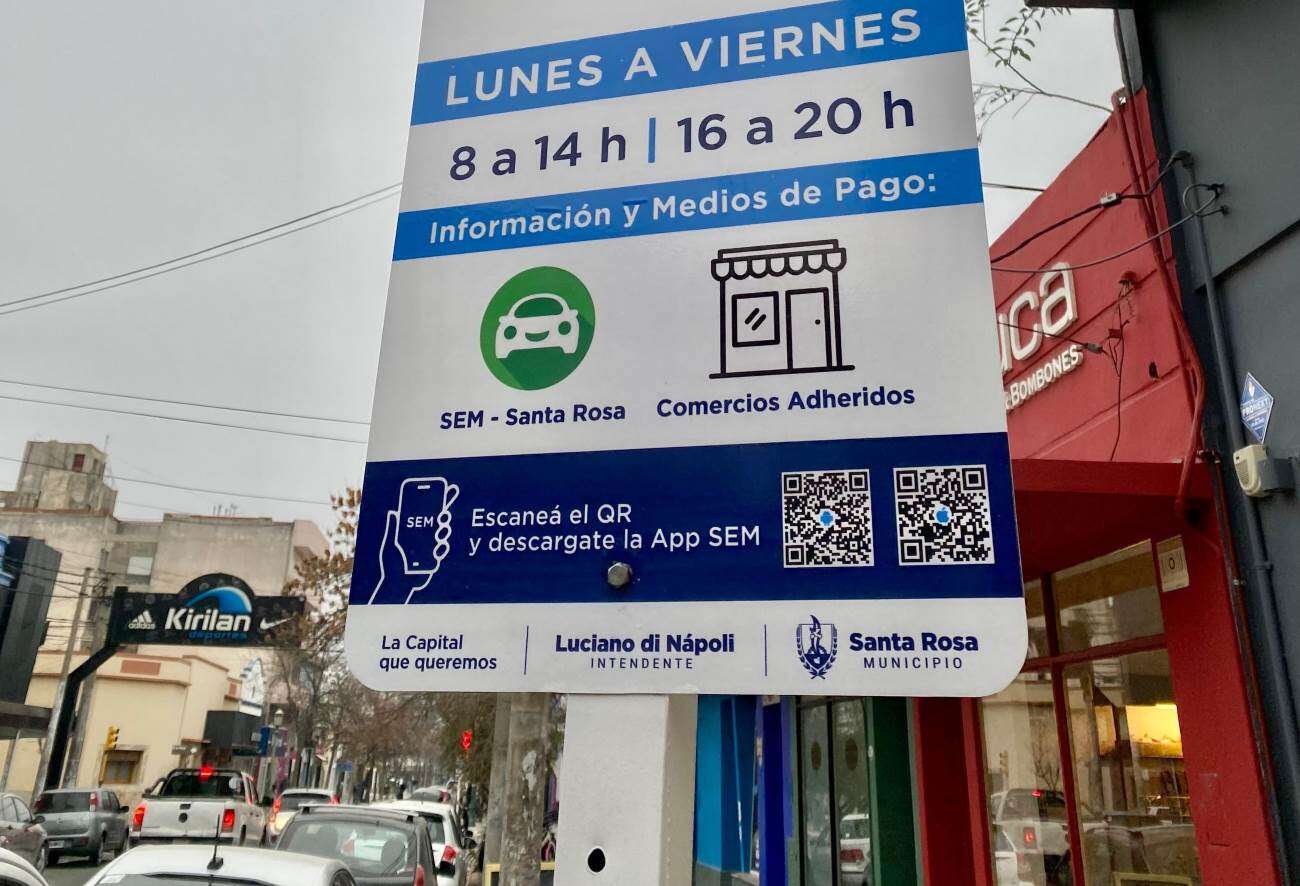 LUNES A VIERNES
8 a 14 h | 16 a 20 h
Información y Medios de Pago:
SEM - Santa Rosa
Comercios Adheridos
SEM
Escaneá el QR
y descargate la App SEM
La Capital
que queremos
Luciano di Nápoli
INTENDENTE
Santa Rosa
MUNICIPIO
adidas
Kirilan
deportes
BOMBONES